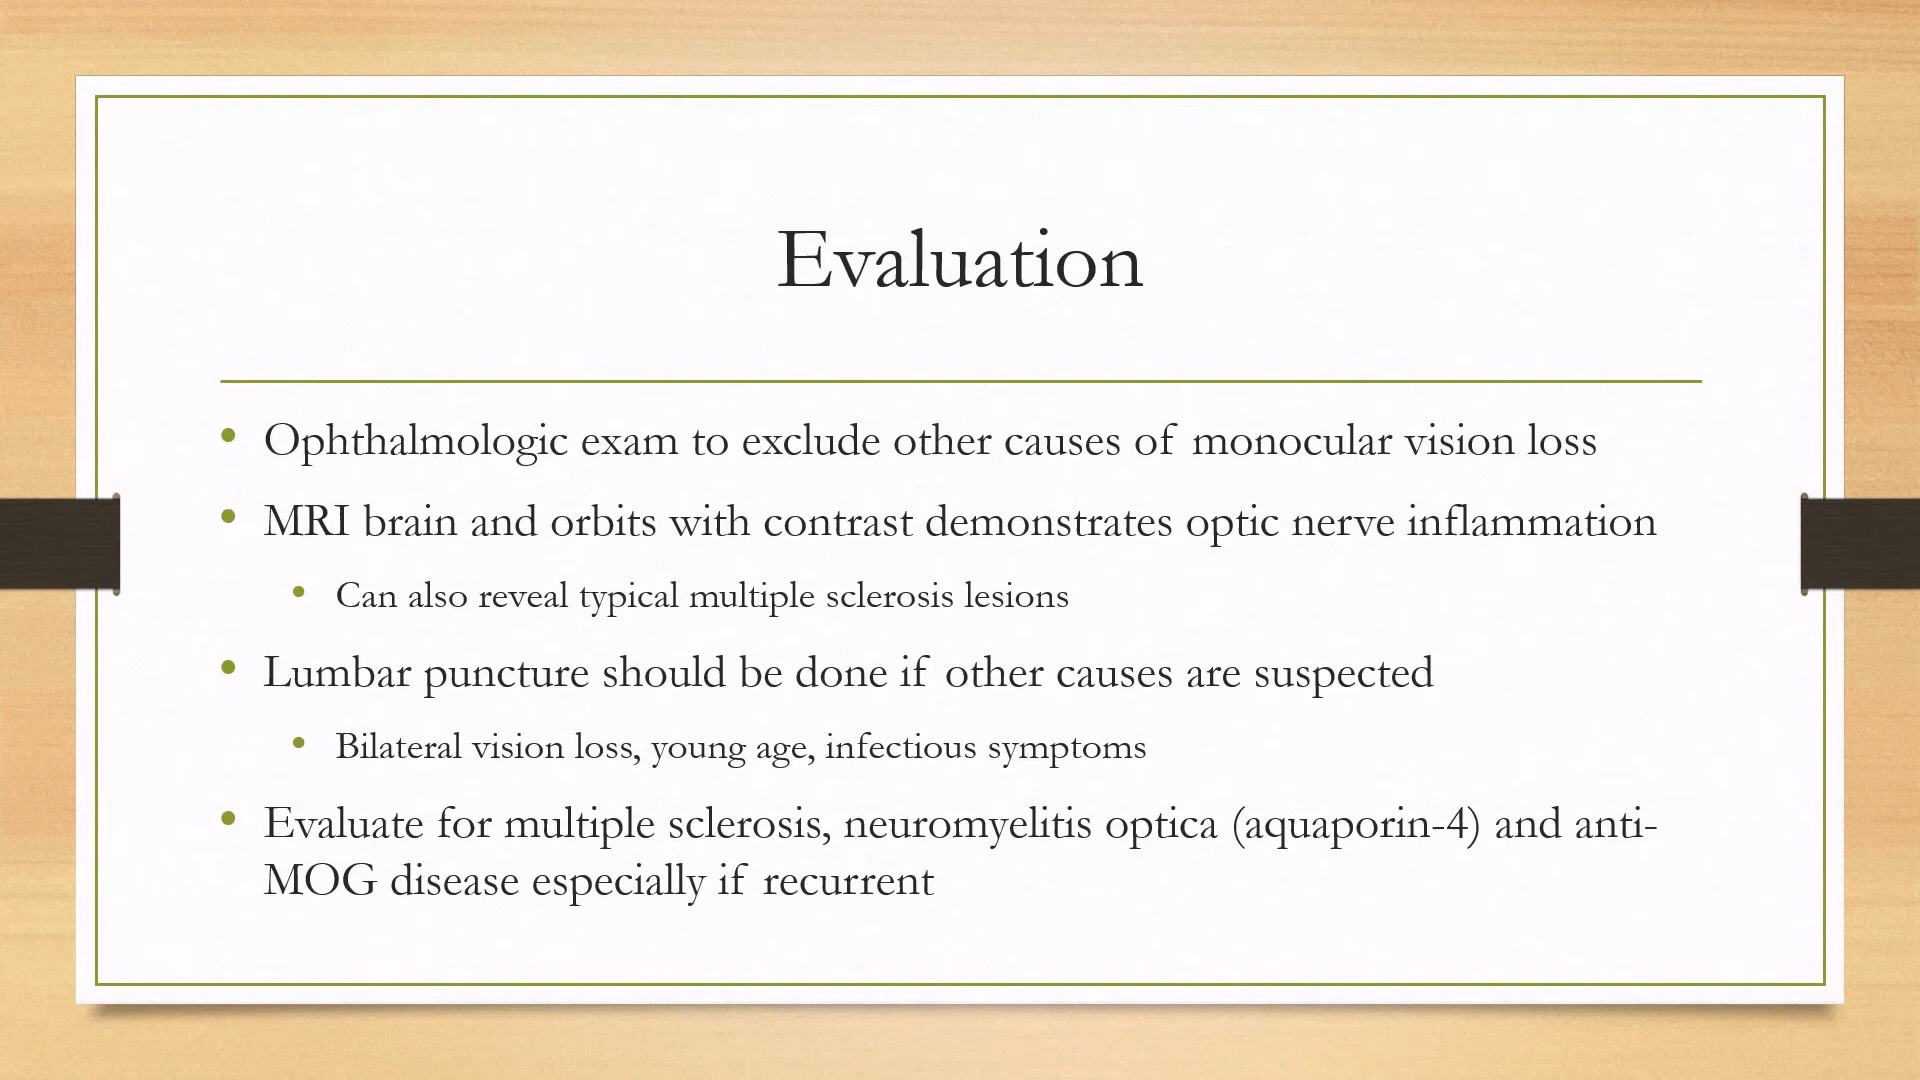 Evaluation
• Ophthalmologic exam to exclude other causes of monocular vision loss
• MRI brain and orbits with contrast demonstrates optic nerve inflammation
• Can also reveal typical multiple sclerosis lesions
• Lumbar puncture should be done if other causes are suspected
• Bilateral vision loss, young age, infectious symptoms
• Evaluate for multiple sclerosis, neuromyelitis optica (aquaporin-4) and anti-
MOG disease especially if recurrent